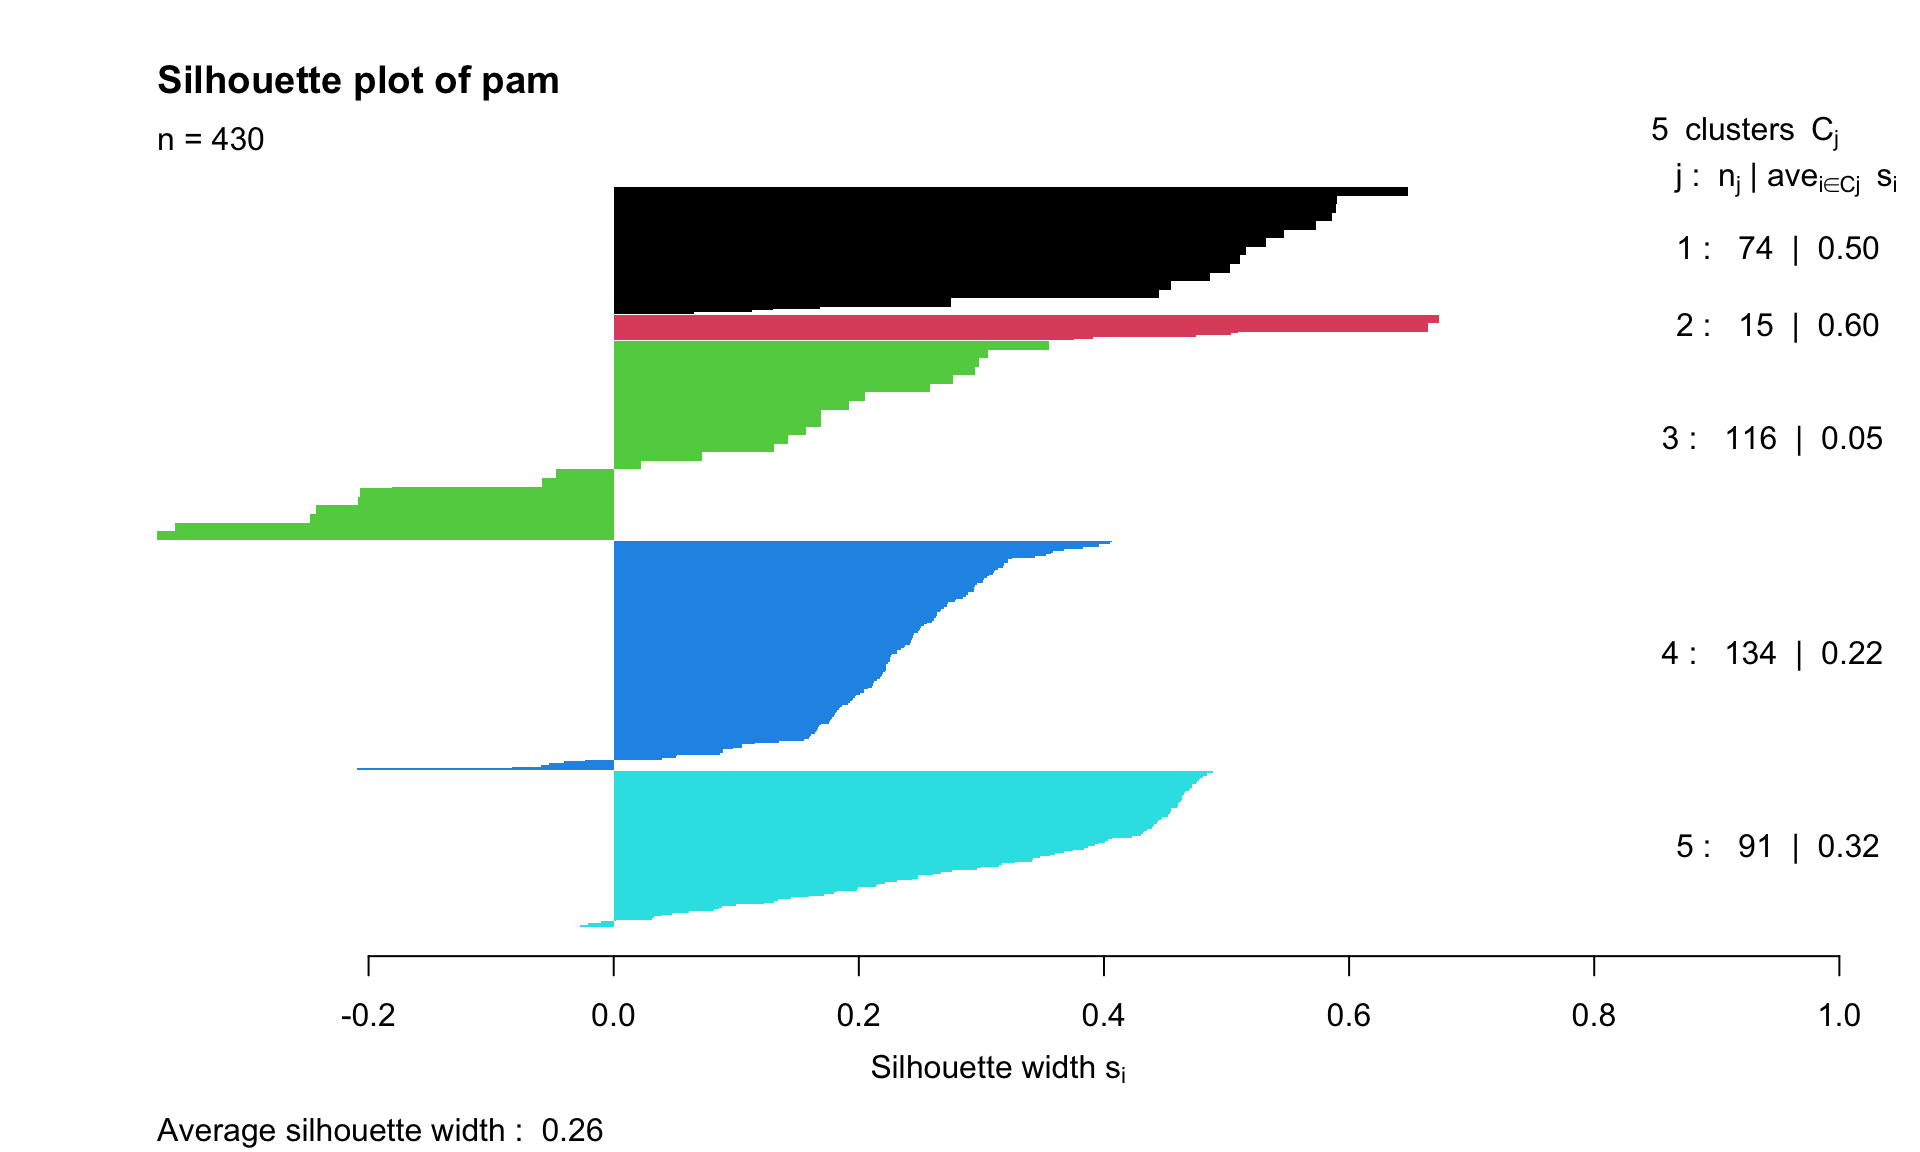 Silhouette plot of pam
n = 430
5 clusters Cj
j : nj | avei∈Cj si
1 : 74 | 0.50
2 : 15 | 0.60
3 : 116 | 0.05
4 : 134 | 0.22
5 : 91 | 0.32
-0.2 0.0 0.2 0.4 0.6 0.8 1.0
Silhouette width si
Average silhouette width : 0.26